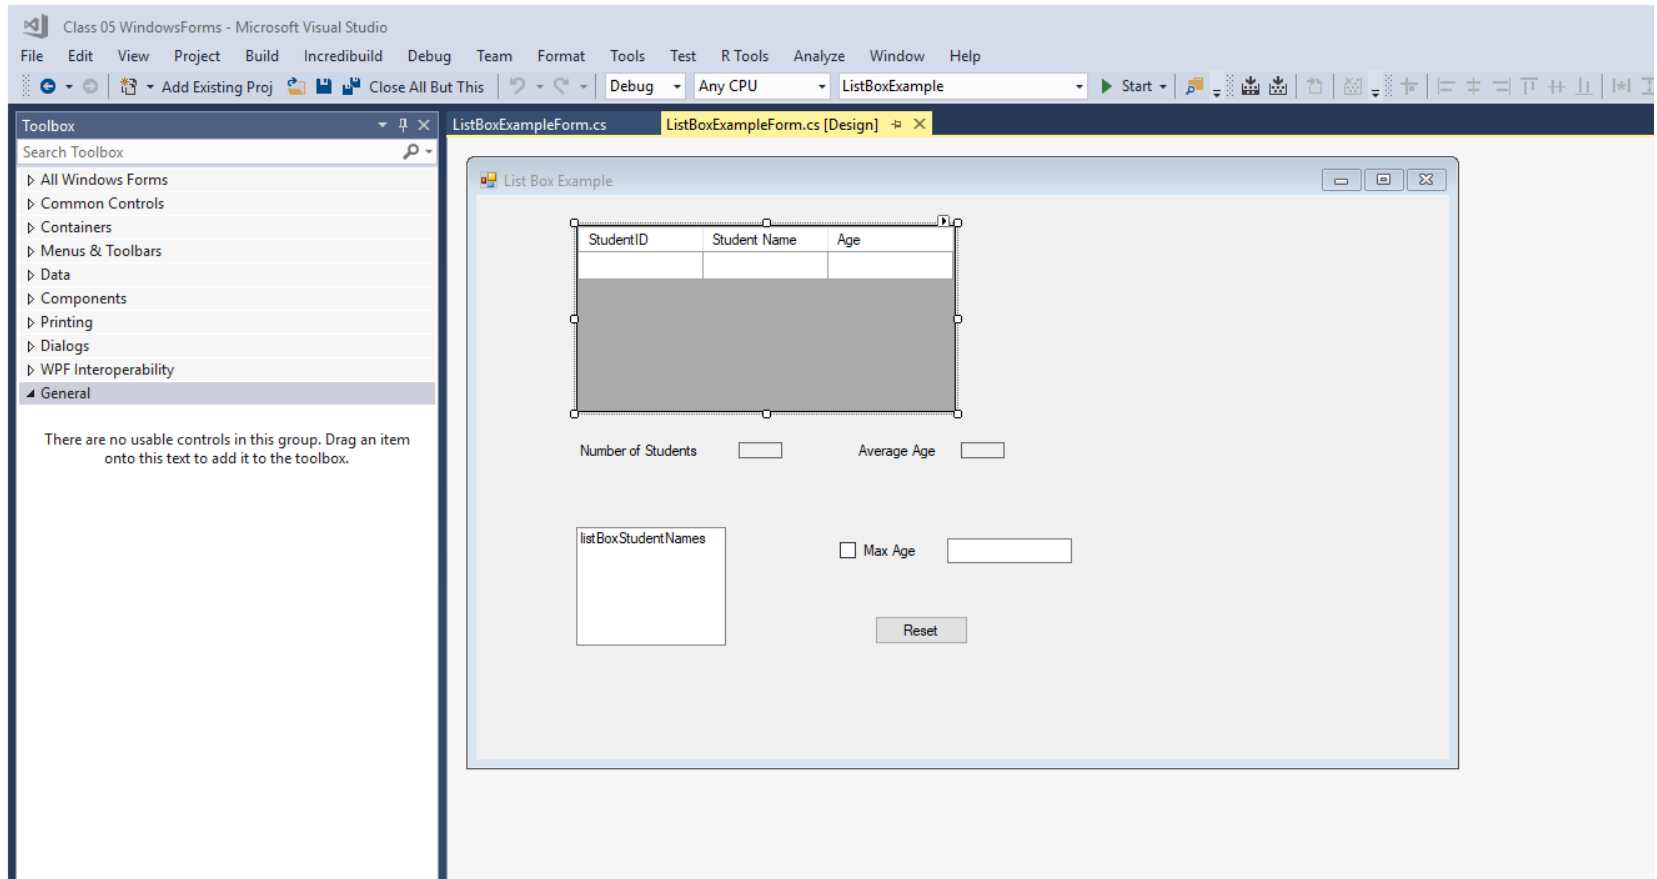 Class 05 WindowsForms - Microsoft Visual Studio
File Edit View Project Build Incredibuild Debug Team Format Tools Test R Tools Analyze Window Help
Add Existing Proj Close All But This Debug Any CPU ListBoxExample Start
Toolbox
ListBoxExampleForm.cs ListBoxExampleForm.cs [Design]
Search Toolbox
All Windows Forms
Common Controls
Containers
Menus & Toolbars
Data
Components
Printing
Dialogs
WPF Interoperability
General
There are no usable controls in this group. Drag an item
onto this text to add it to the toolbox.
List Box Example
StudentID Student Name Age
Number of Students Average Age
listBoxStudentNames
Max Age
Reset